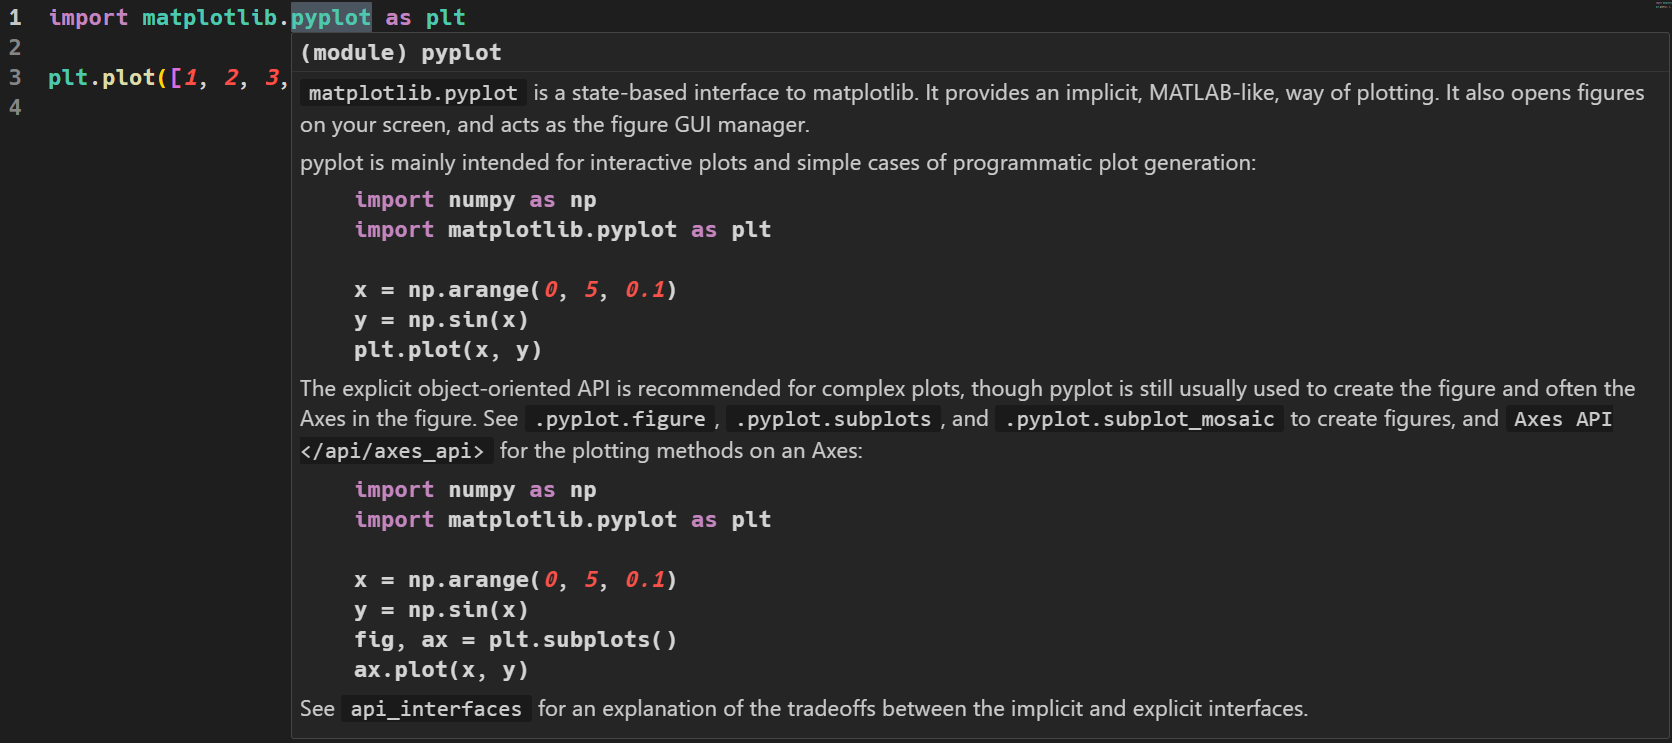 1 import matplotlib.pyplot as plt
2
3 plt.plot([1, 2, 3,
4
(module) pyplot
matplotlib.pyplot is a state-based interface to matplotlib. It provides an implicit, MATLAB-like, way of plotting. It also opens figures
on your screen, and acts as the figure GUI manager.
pyplot is mainly intended for interactive plots and simple cases of programmatic plot generation:
import numpy as np
import matplotlib.pyplot as plt
x = np.arange(0, 5, 0.1)
y = np.sin(x)
plt.plot(x, y)
The explicit object-oriented API is recommended for complex plots, though pyplot is still usually used to create the figure and often the
Axes in the figure. See .pyplot.figure, .pyplot.subplots, and .pyplot.subplot_mosaic to create figures, and Axes API
</api/axes_api> for the plotting methods on an Axes:
import numpy as np
import matplotlib.pyplot as plt
x = np.arange(0, 5, 0.1)
y = np.sin(x)
fig, ax = plt.subplots()
ax.plot(x, y)
See api_interfaces for an explanation of the tradeoffs between the implicit and explicit interfaces.